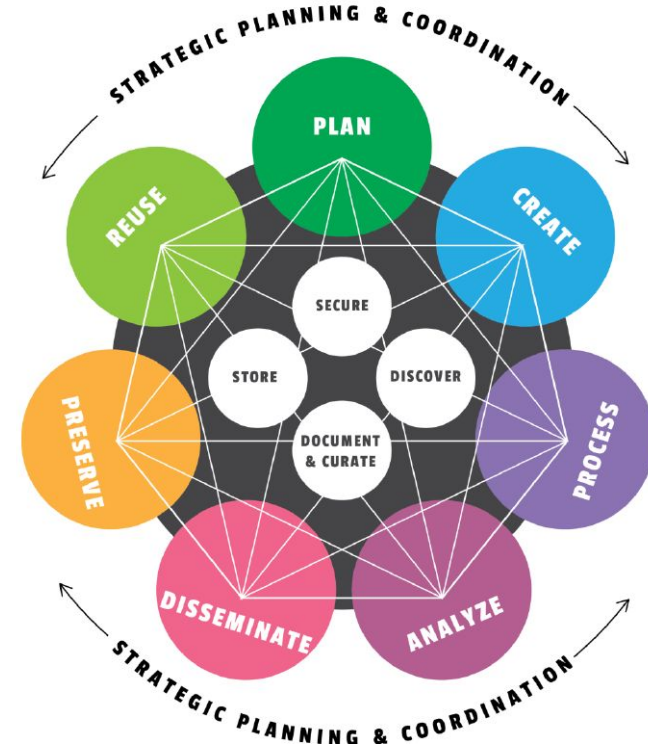 STRATEGIC PLANNING & COORDINATION
PLAN
CREATE
REUSE
SECURE
STORE
DISCOVER
DOCUMENT
& CURATE
PRESERVE
PROCESS
DISSEMINATE
ANALYZE
STRATEGIC PLANNING & COORDINATION